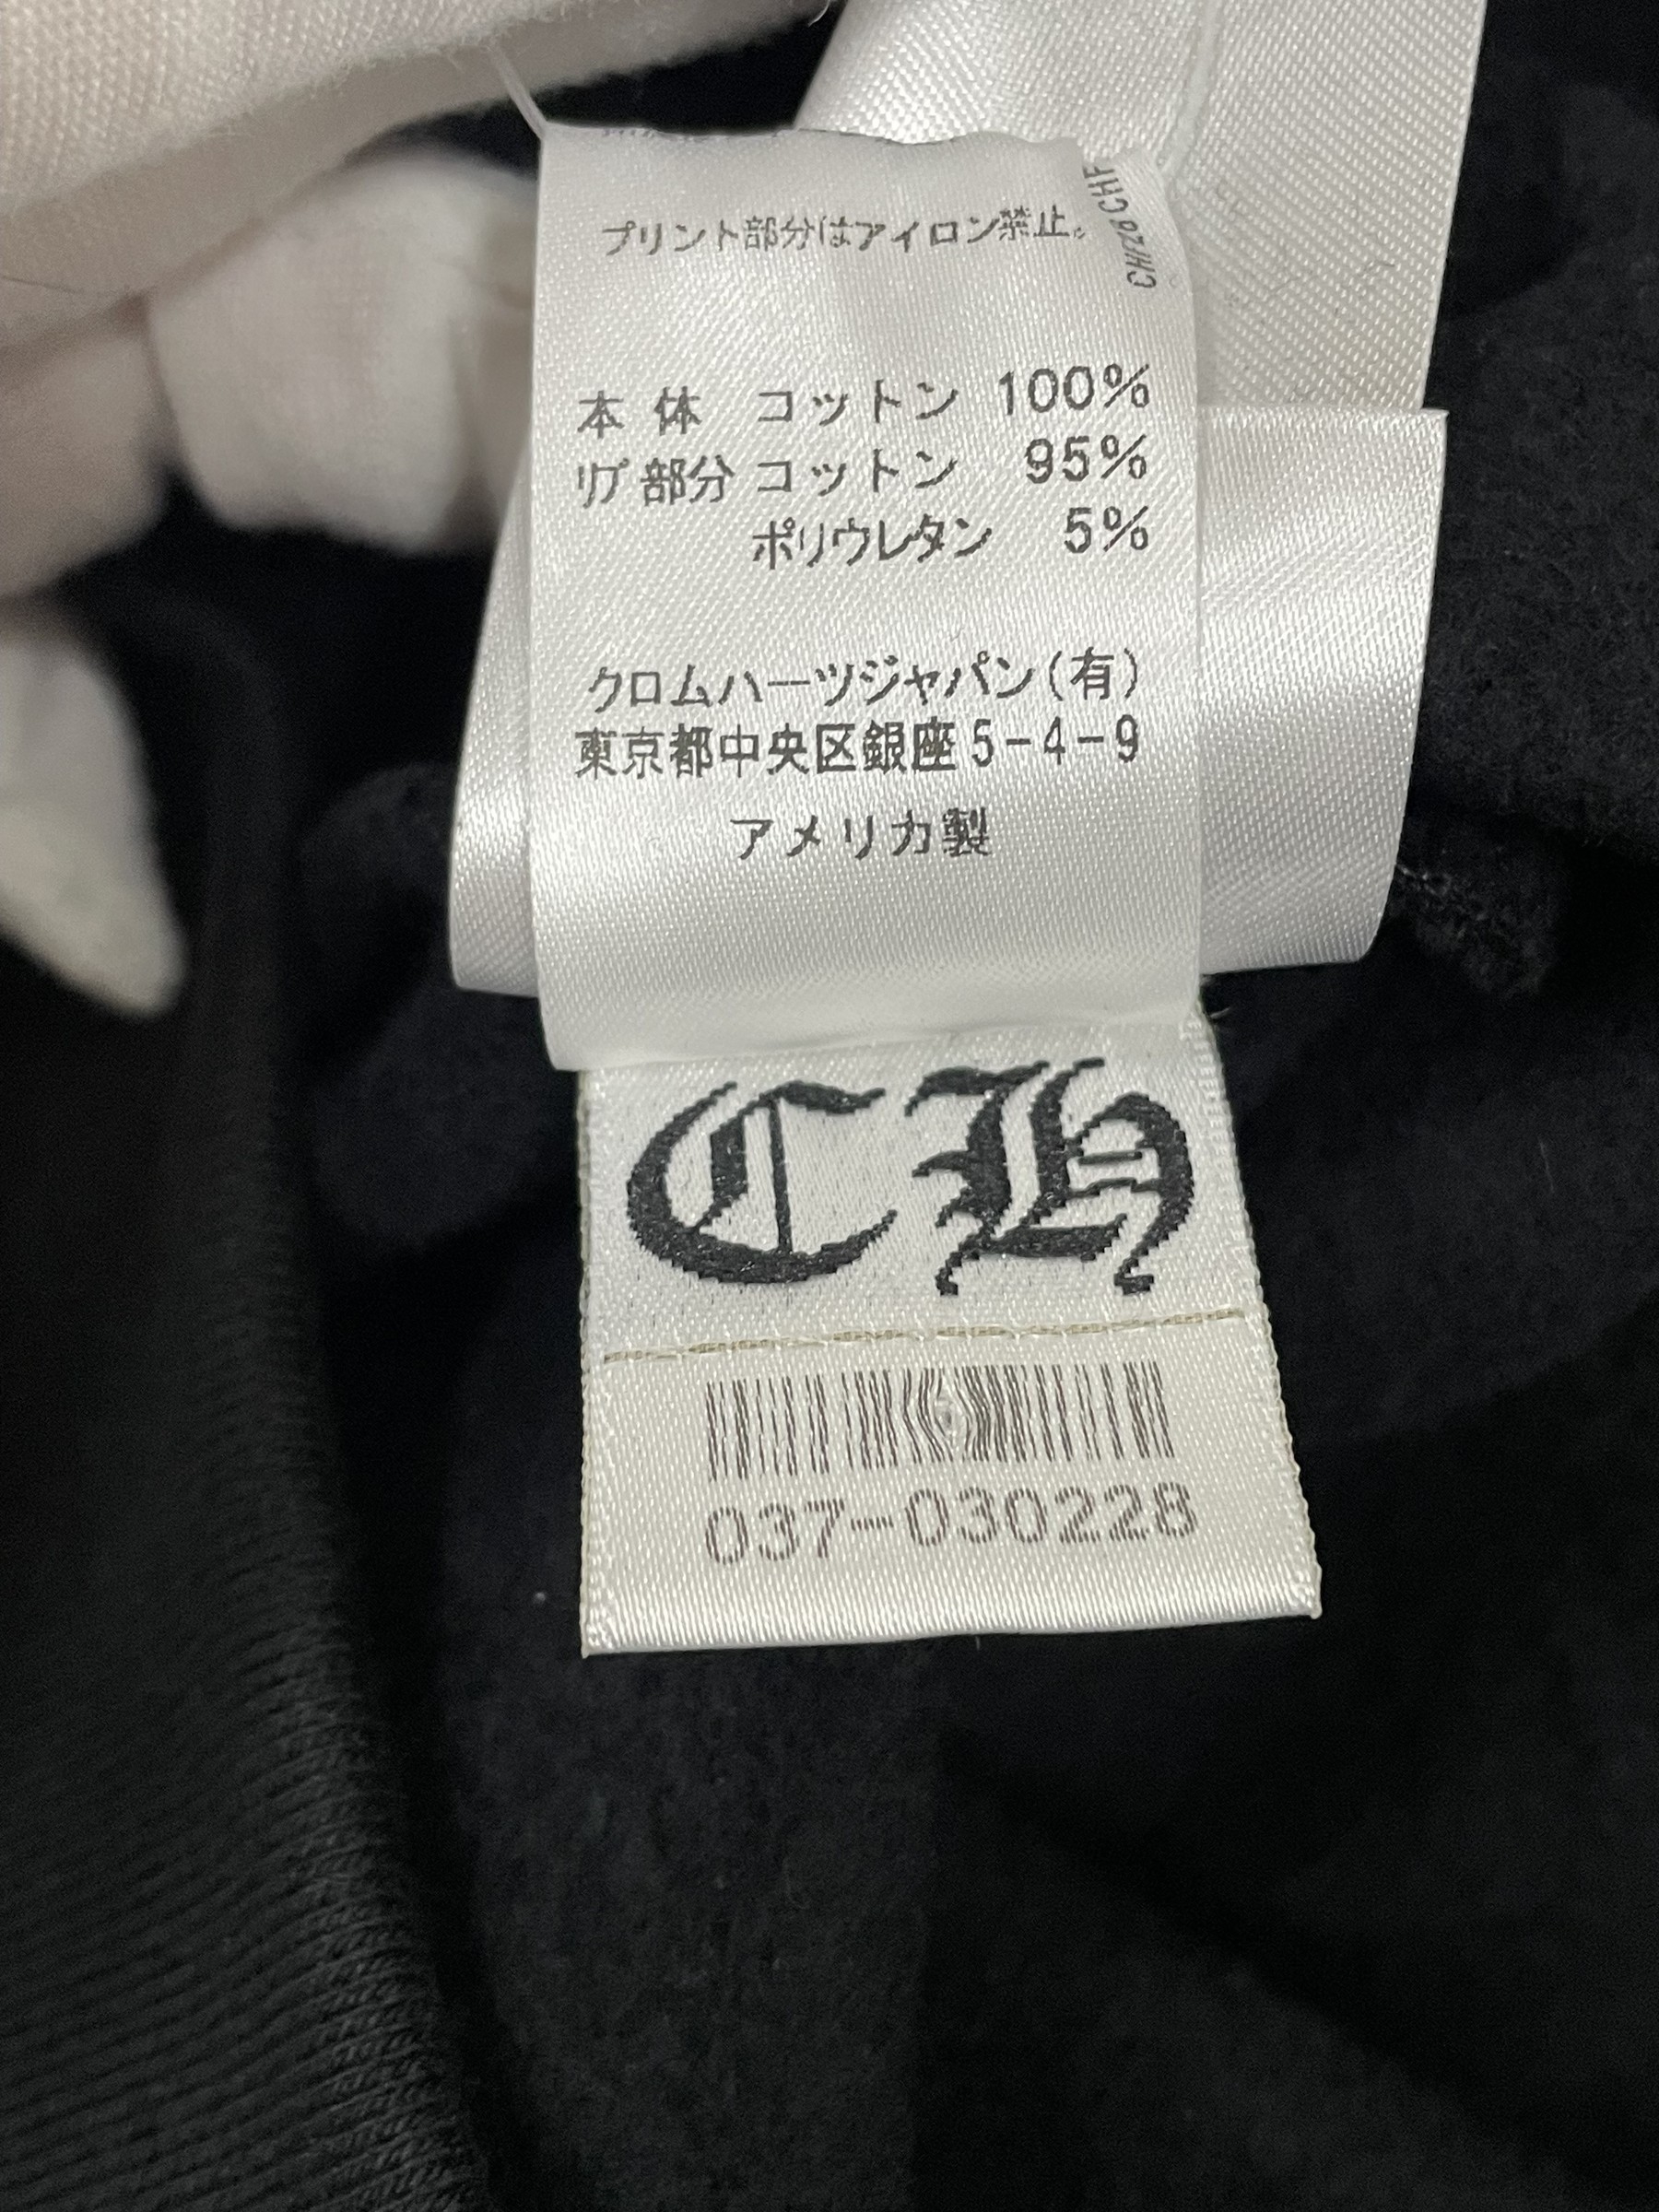 プリント部分はアイロン禁止。
本体 コットン 100%
リブ部分 コットン 95%
ポリウレタン 5%
クロムハーツジャパン(有)
東京都中央区銀座5-4-9
アメリカ製
CH
037-030228